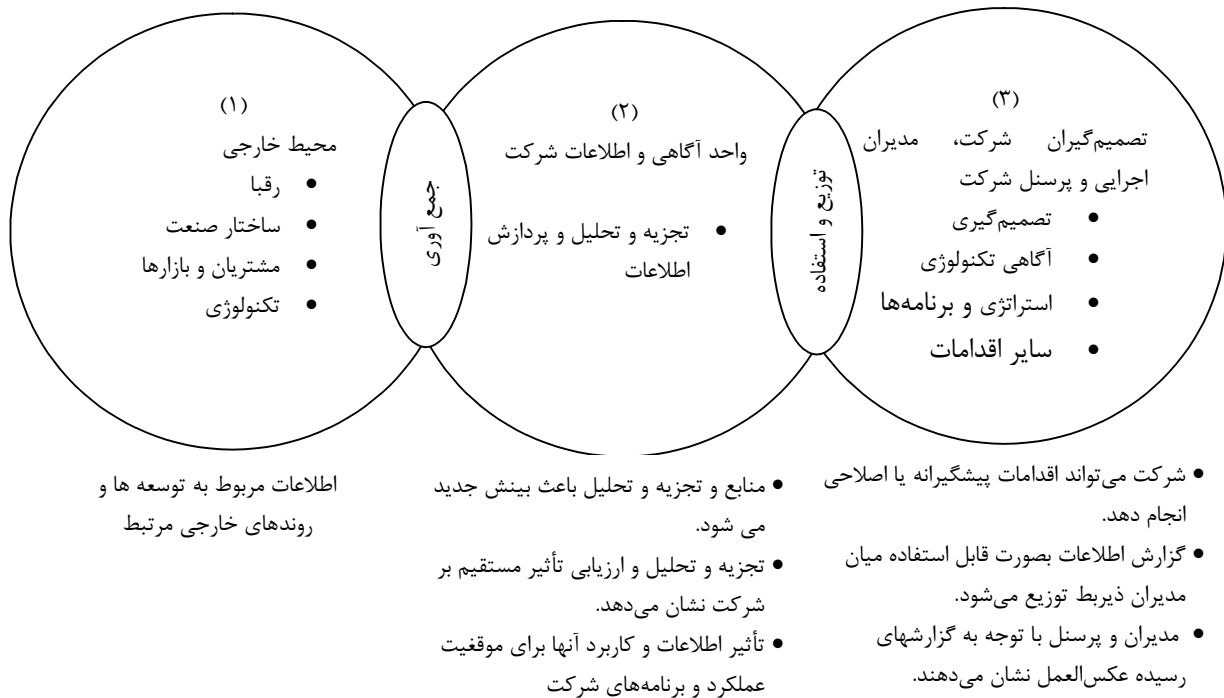 (۱)
محیط خارجی
• رقبا
• ساختار صنعت
• مشتریان و بازارها
• تکنولوژی
جمع آوری
(۲)
واحد آگاهی و اطلاعات شرکت
• تجزیه و تحلیل و پردازش
اطلاعات
توزیع و استفاده
(۳)
تصمیم‌گیران شرکت، مدیران
اجرایی و پرسنل شرکت
• تصمیم‌گیری
• آگاهی تکنولوژی
• استراتژی و برنامه‌ها
• سایر اقدامات
اطلاعات مربوط به توسعه ها و
روندهای خارجی مرتبط
• منابع و تجزیه و تحلیل باعث بینش جدید
می شود.
• تجزیه و تحلیل و ارزیابی تأثیر مستقیم بر
شرکت نشان می‌دهد.
• تأثیر اطلاعات و کاربرد آنها برای موقغیت
عملکرد و برنامه‌های شرکت
• شرکت می‌تواند اقدامات پیشگیرانه یا اصلاحی
انجام دهد.
• گزارش اطلاعات بصورت قابل استفاده میان
مدیران ذیربط توزیع می‌شود.
• مدیران و پرسنل با توجه به گزارشهای
رسیده عکس‌العمل نشان می‌دهند.